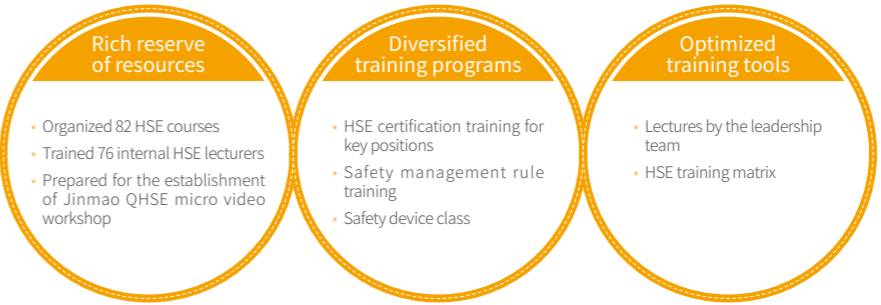 Rich reserve
of resources
• Organized 82 HSE courses
• Trained 76 internal HSE lecturers
• Prepared for the establishment
of Jinmao QHSE micro video
workshop
Diversified
training programs
• HSE certification training for
key positions
• Safety management rule
training
• Safety device class
Optimized
training tools
• Lectures by the leadership
team
• HSE training matrix